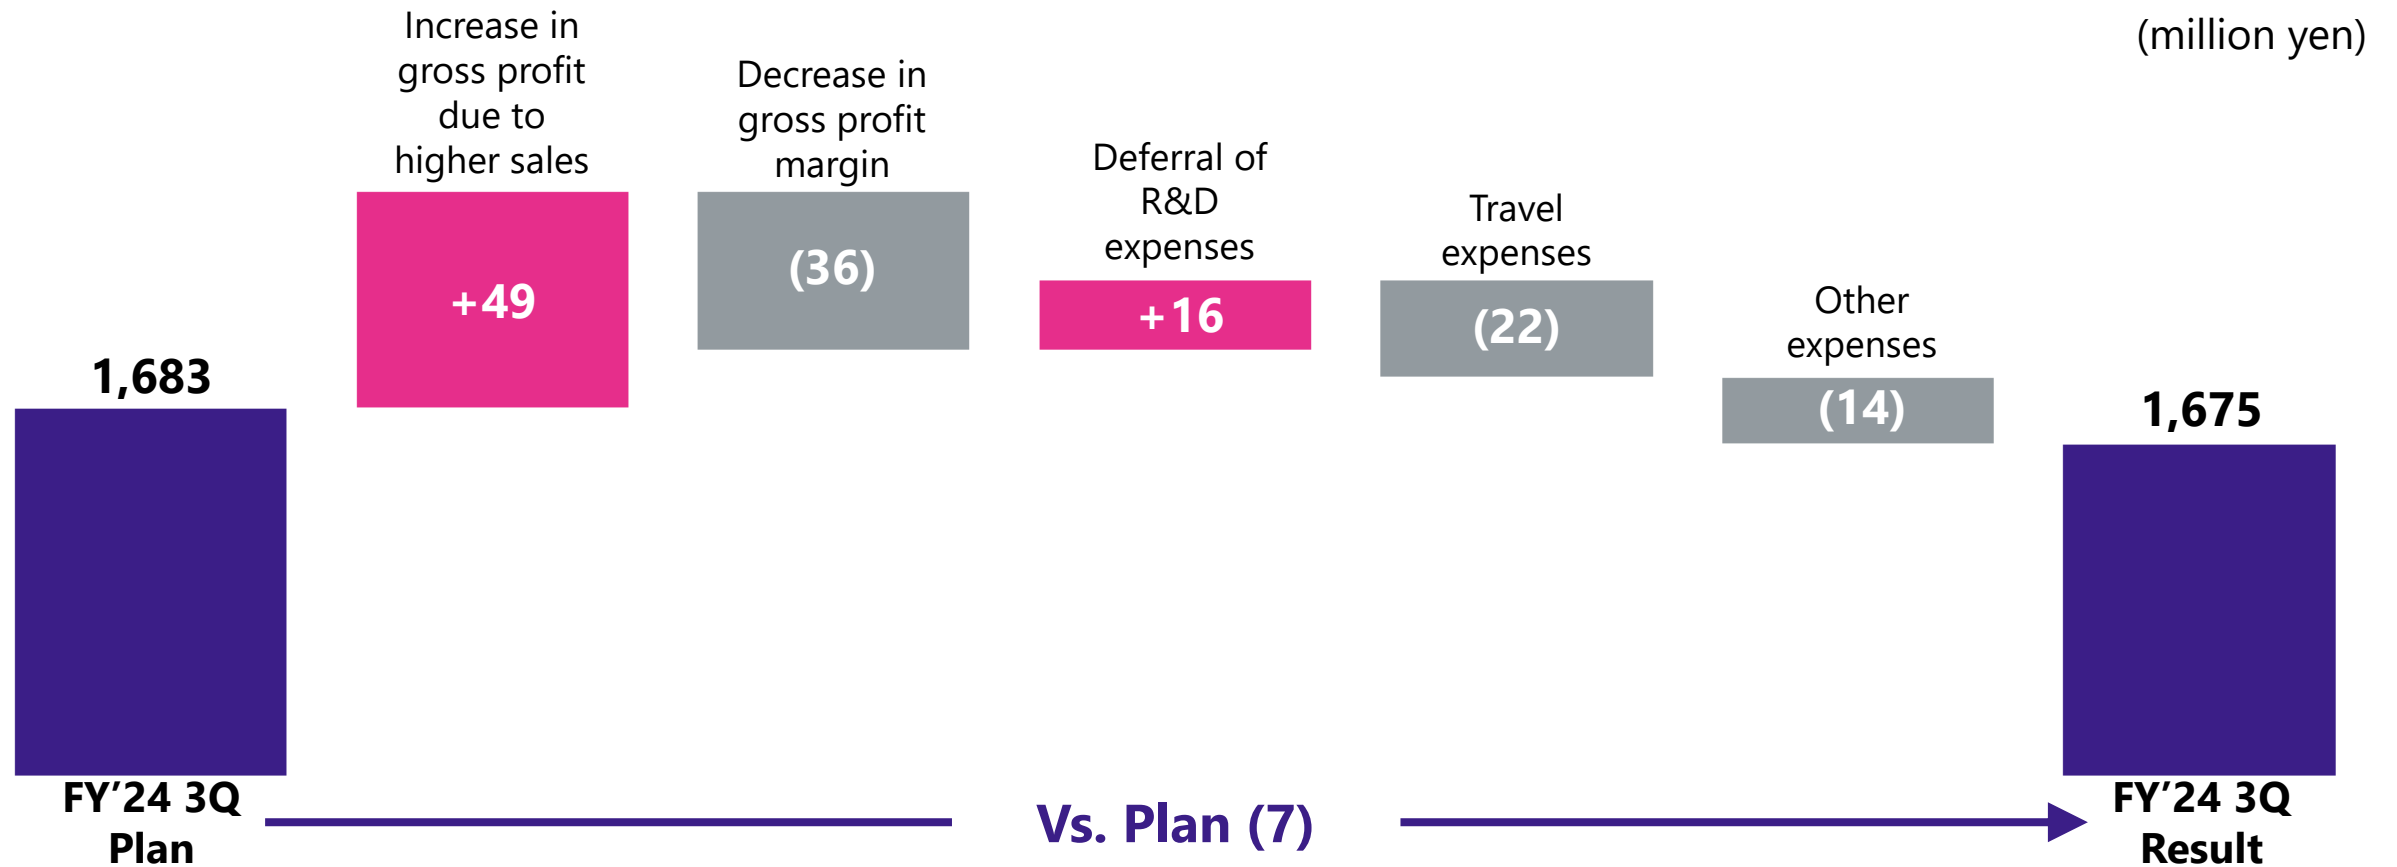 (million yen)
Increase in
gross profit
due to
higher sales
+49
Decrease in
gross profit
margin
(36)
Deferral of
R&D
expenses
+16
Travel
expenses
(22)
Other
expenses
(14)
1,683
1,675
FY’24 3Q
Plan
Vs. Plan (7)
FY’24 3Q
Result